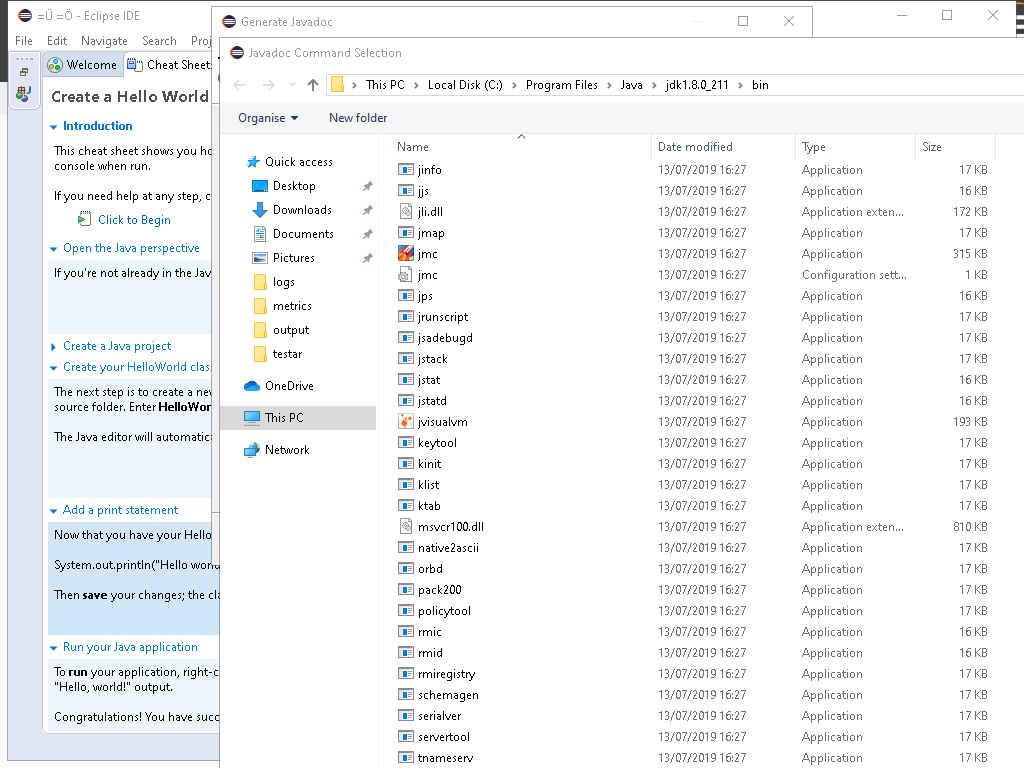 =Ü =Ö - Eclipse IDE
File Edit Navigate Search Proj
Welcome
Cheat Sheets
Create a Hello World
Introduction
This cheat sheet shows you ho
console when run.
If you need help at any step, c
Click to Begin
Open the Java perspective
If you're not already in the Jav
Create a Java project
Create your HelloWorld clas
The next step is to create a new
source folder. Enter HelloWor
The Java editor will automatica
Add a print statement
Now that you have your Hello
System.out.println("Hello world
Then save your changes; the cla
Run your Java application
To run your application, right-c
"Hello, world!" output.
Congratulations! You have succ
Generate Javadoc
Javadoc Command Selection
This PC > Local Disk (C:) > Program Files > Java > jdk1.8.0_211 > bin
Organise New folder
Quick access
Desktop
Downloads
Documents
Pictures
logs
metrics
output
testar
OneDrive
This PC
Network
Name Date modified Type Size
jinfo 13/07/2019 16:27 Application 17 KB
jjs 13/07/2019 16:27 Application 16 KB
jli.dll 13/07/2019 16:27 Application exten... 172 KB
jmap 13/07/2019 16:27 Application 17 KB
jmc 13/07/2019 16:27 Application 315 KB
jmc 13/07/2019 16:27 Configuration sett... 1 KB
jps 13/07/2019 16:27 Application 16 KB
jrunscript 13/07/2019 16:27 Application 17 KB
jsadebugd 13/07/2019 16:27 Application 17 KB
jstack 13/07/2019 16:27 Application 17 KB
jstat 13/07/2019 16:27 Application 16 KB
jstatd 13/07/2019 16:27 Application 16 KB
jvisualvm 13/07/2019 16:27 Application 193 KB
keytool 13/07/2019 16:27 Application 17 KB
kinit 13/07/2019 16:27 Application 17 KB
klist 13/07/2019 16:27 Application 17 KB
ktab 13/07/2019 16:27 Application 17 KB
msvcr100.dll 13/07/2019 16:27 Application exten... 810 KB
native2ascii 13/07/2019 16:27 Application 17 KB
orbd 13/07/2019 16:27 Application 17 KB
pack200 13/07/2019 16:27 Application 17 KB
policytool 13/07/2019 16:27 Application 17 KB
rmic 13/07/2019 16:27 Application 16 KB
rmid 13/07/2019 16:27 Application 16 KB
rmiregistry 13/07/2019 16:27 Application 17 KB
schemagen 13/07/2019 16:27 Application 17 KB
serialver 13/07/2019 16:27 Application 17 KB
servertool 13/07/2019 16:27 Application 17 KB
tnameserv 13/07/2019 16:27 Application 17 KB